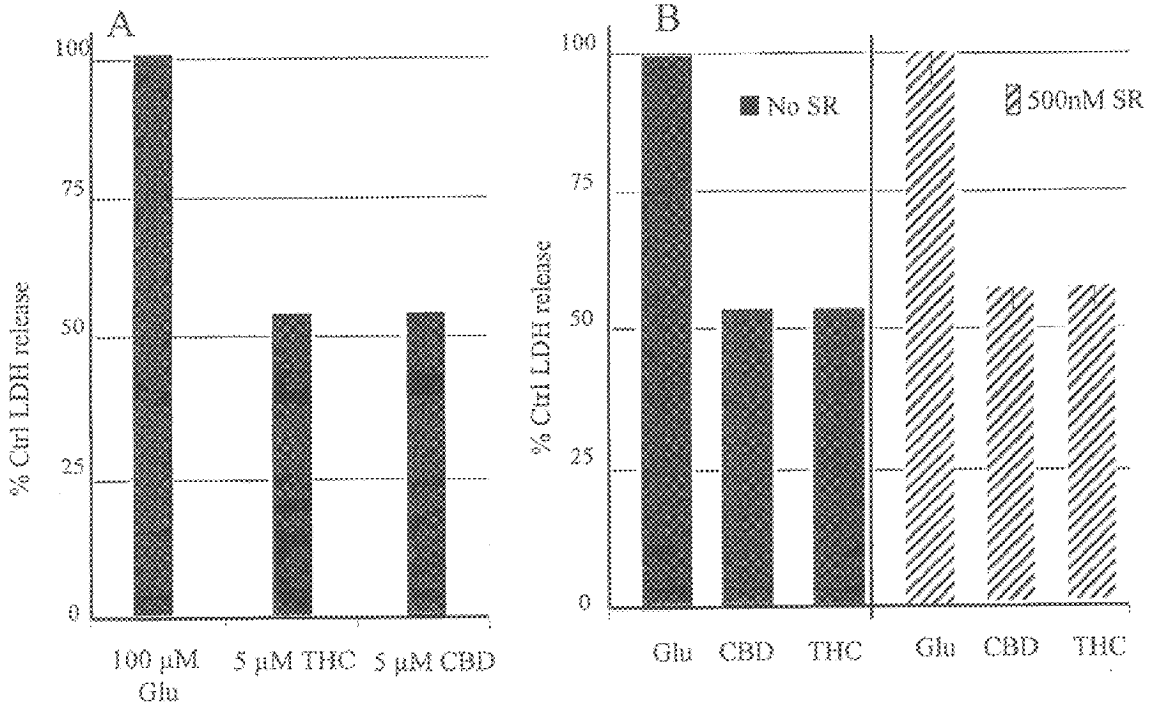 A
100
75
50
25
0
% Ctrl LDH release
100 µM
Glu
5 µM THC
5 µM CBD
B
100
75
50
25
0
% Ctrl LDH release
No SR
500nM SR
Glu
CBD
THC
Glu
CBD
THC